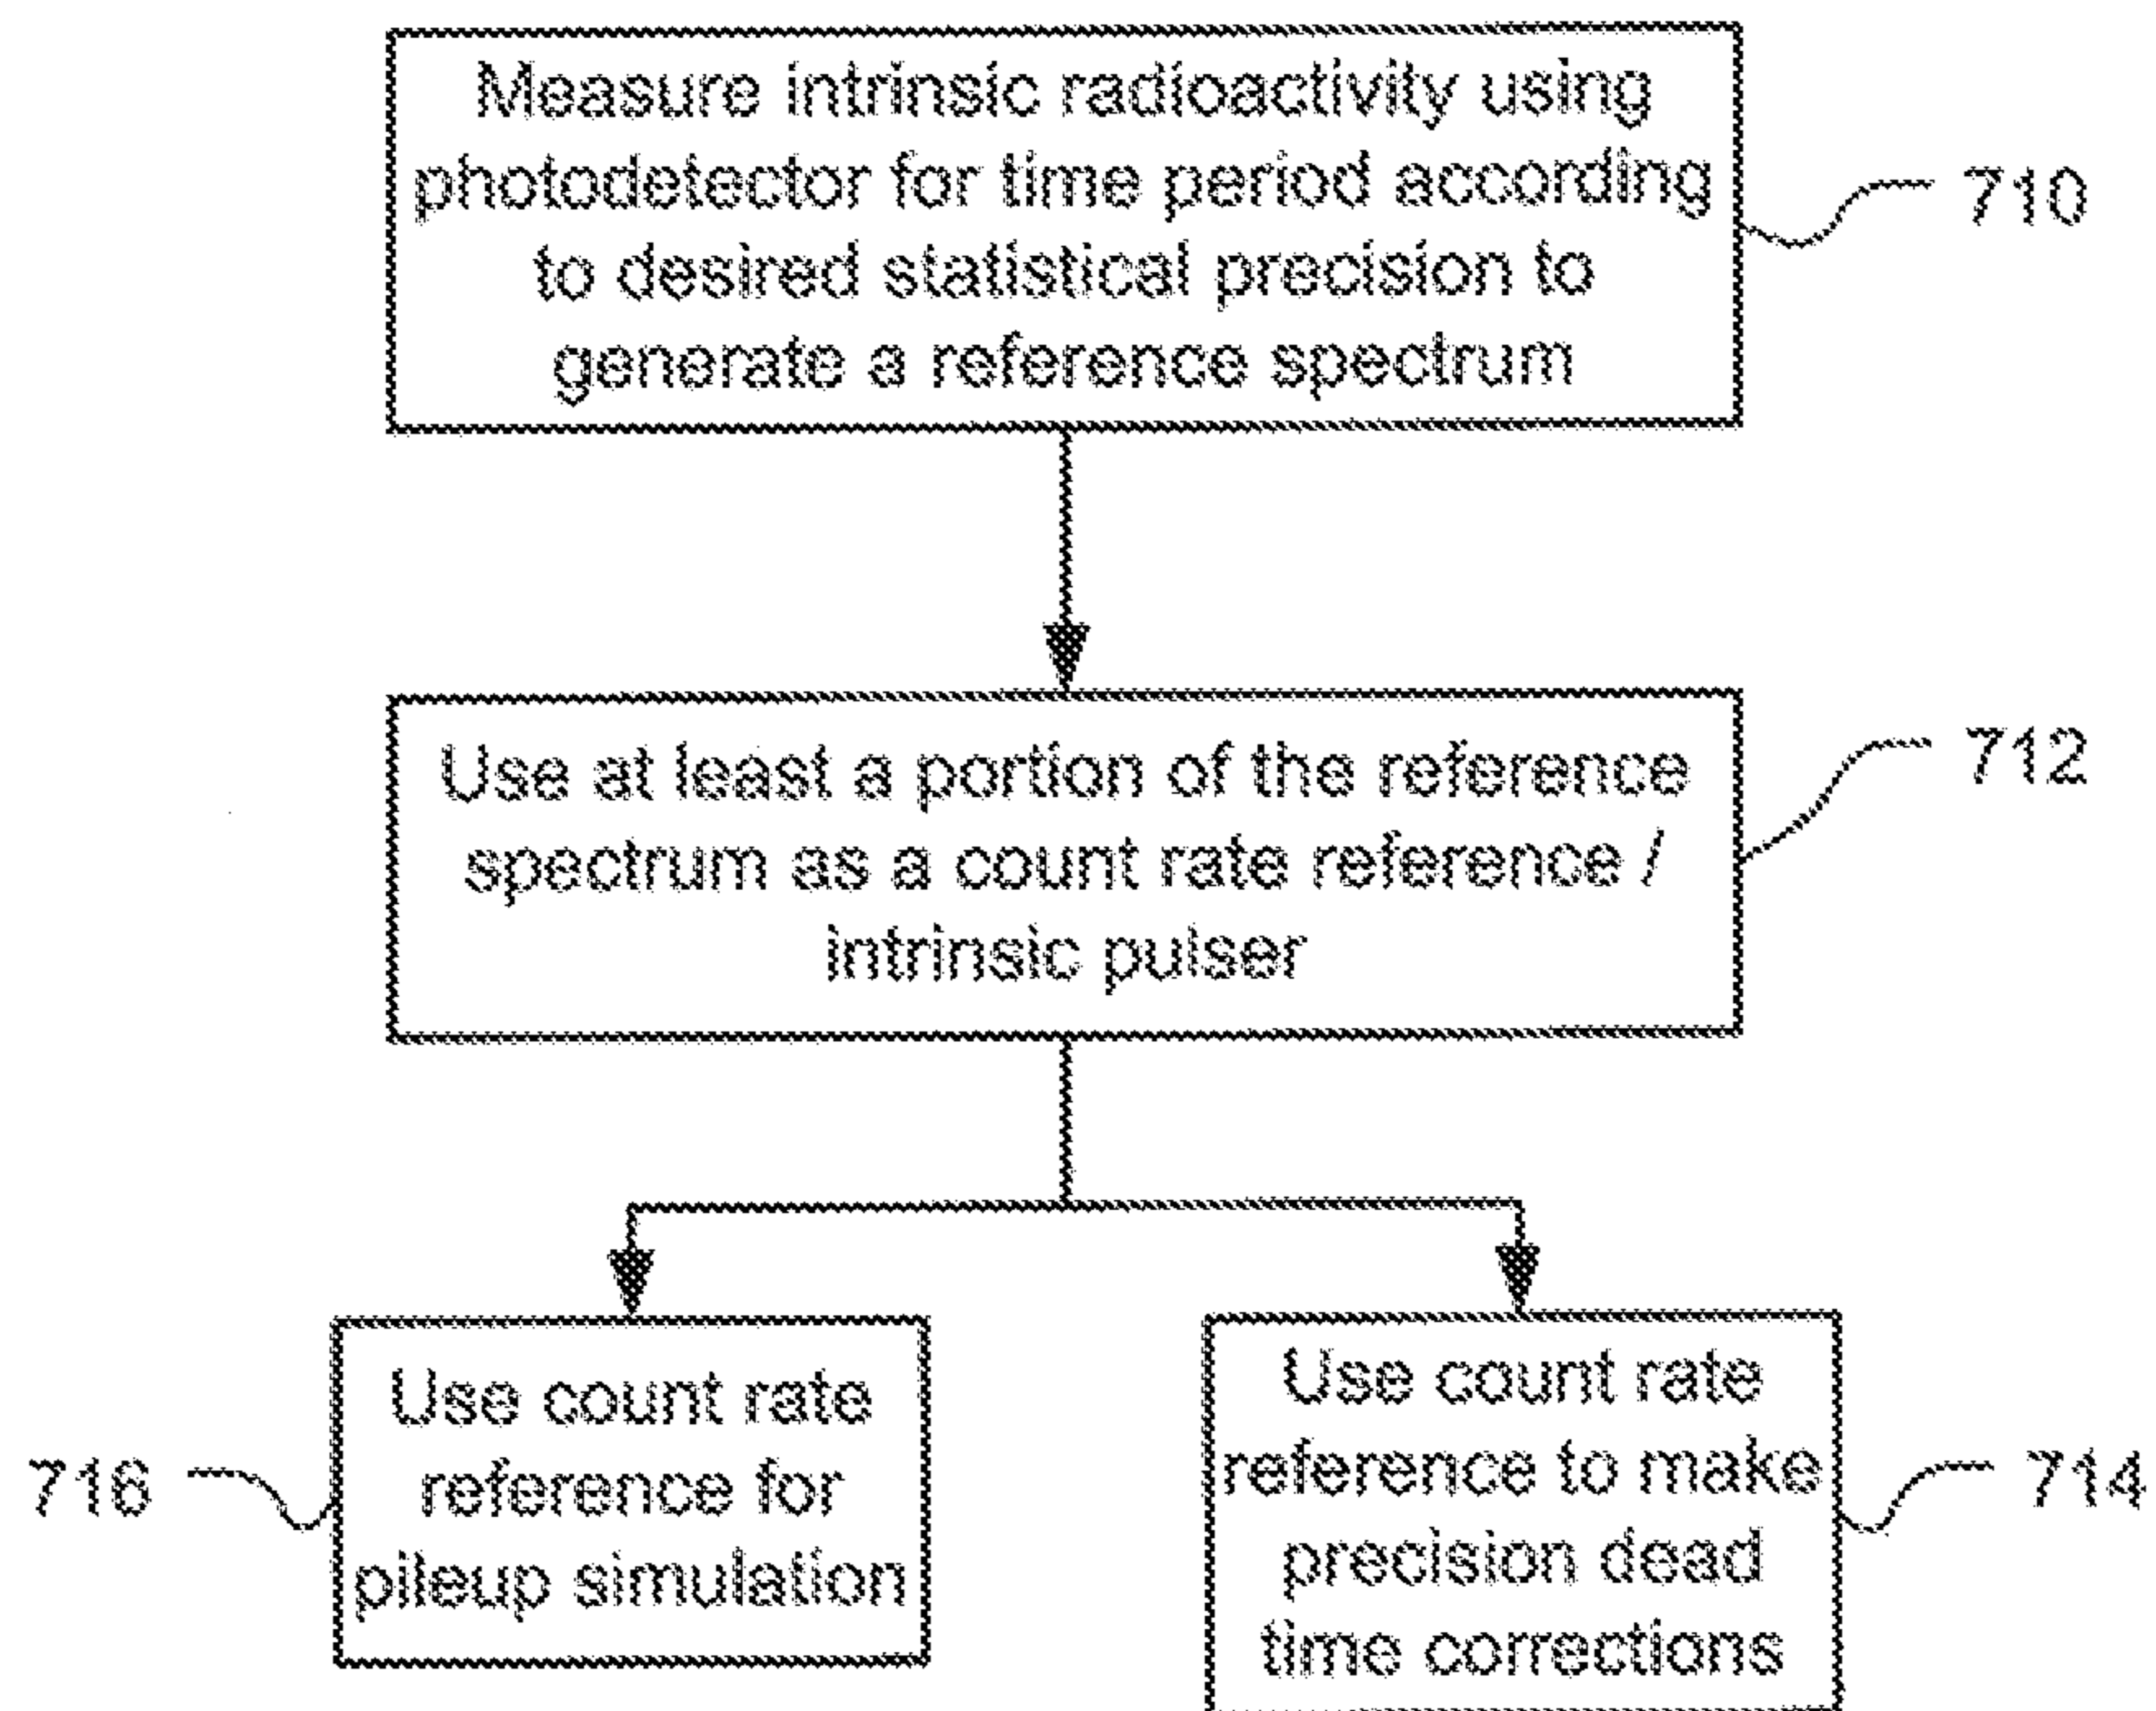 Measure intrinsic radioactivity using
photodetector for time period according
to desired statistical precision to
generate a reference spectrum
710
Use at least a portion of the reference
spectrum as a count rate reference /
intrinsic pulser
712
Use count rate
reference for
pileup simulation
716
Use count rate
reference to make
precision dead
time corrections
714